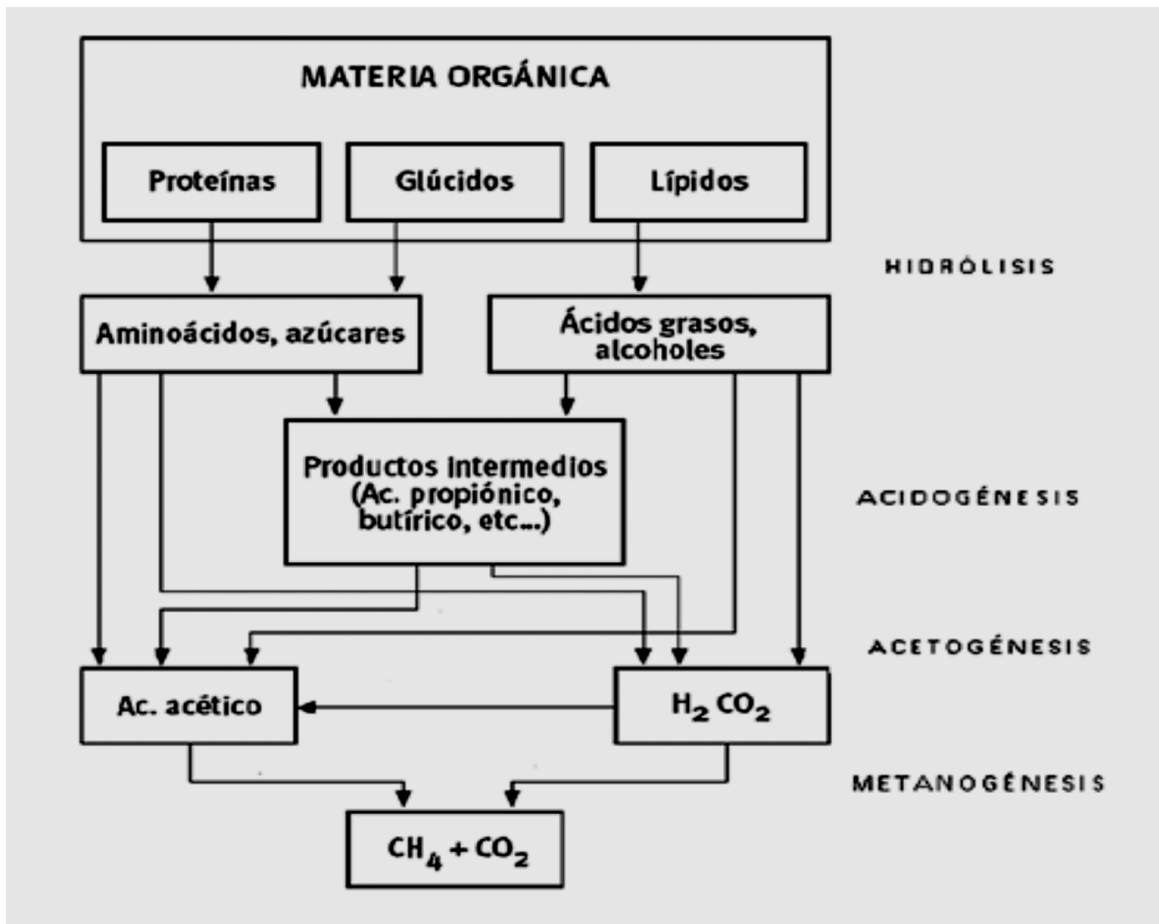 MATERIA ORGÁNICA
Proteínas
Glúcidos
Lípidos
HIDRÓLISIS
Aminoácidos, azúcares
Ácidos grasos,
alcoholes
Productos intermedios
(Ac. propiónico,
butírico, etc...)
ACIDOGÉNESIS
ACETOGÉNESIS
Ac. acético
H₂ CO₂
METANOGÉNESIS
CH₄ + CO₂